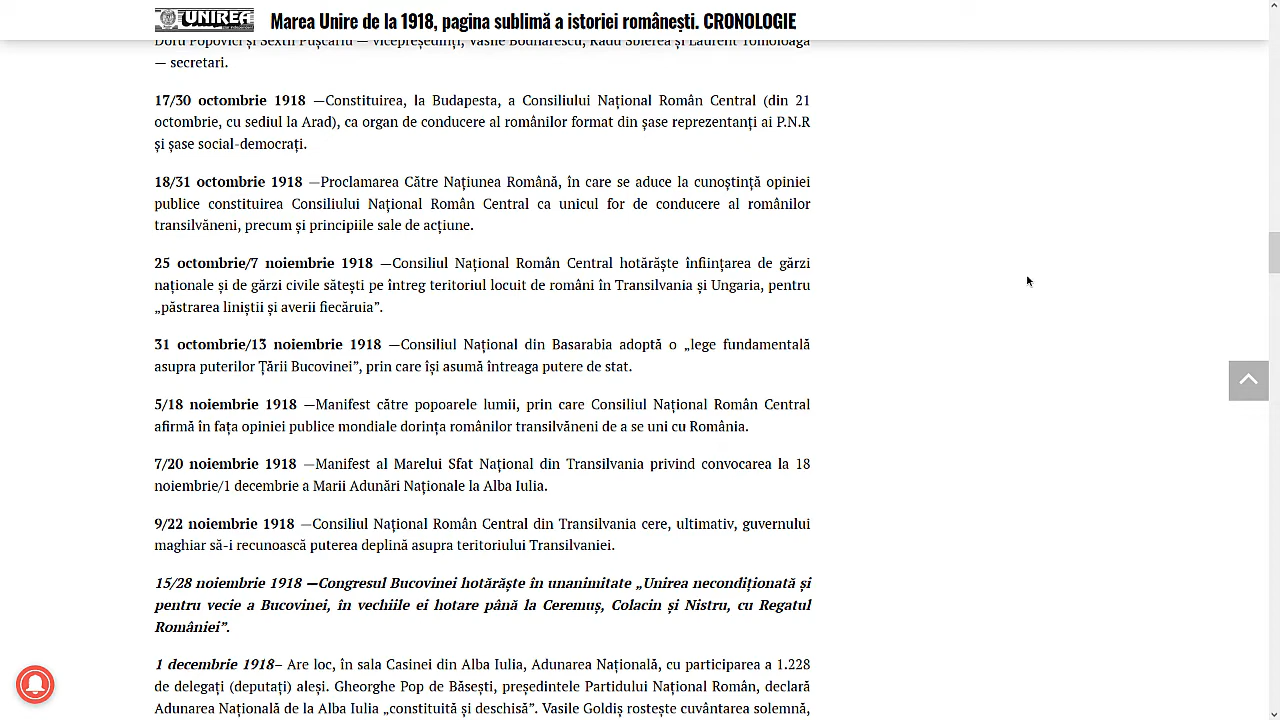 UNIREA
Marea Unire de la 1918, pagina sublimă a istoriei românești. CRONOLOGIE
Doru Popovici și Sextil Pușcariu — vicepreședinți, Vasile Bodnărescu, Radu Sbierea și Laurent Tomoioagă
— secretari.
17/30 octombrie 1918 —Constituirea, la Budapesta, a Consiliului Național Român Central (din 21
octombrie, cu sediul la Arad), ca organ de conducere al românilor format din șase reprezentanți ai P.N.R
și șase social-democrați.
18/31 octombrie 1918 —Proclamarea Către Națiunea Română, în care se aduce la cunoștință opiniei
publice constituirea Consiliului Național Român Central ca unicul for de conducere al românilor
transilvăneni, precum și principiile sale de acțiune.
25 octombrie/7 noiembrie 1918 —Consiliul Național Român Central hotărăște înființarea de gărzi
naționale și de gărzi civile sătești pe întreg teritoriul locuit de români în Transilvania și Ungaria, pentru
„păstrarea liniștii și averii fiecăruia”.
31 octombrie/13 noiembrie 1918 —Consiliul Național din Basarabia adoptă o „lege fundamentală
asupra puterilor Țării Bucovinei”, prin care își asumă întreaga putere de stat.
5/18 noiembrie 1918 —Manifest către popoarele lumii, prin care Consiliul Național Român Central
afirmă în fața opiniei publice mondiale dorința românilor transilvăneni de a se uni cu România.
7/20 noiembrie 1918 —Manifest al Marelui Sfat Național din Transilvania privind convocarea la 18
noiembrie/1 decembrie a Marii Adunări Naționale la Alba Iulia.
9/22 noiembrie 1918 —Consiliul Național Român Central din Transilvania cere, ultimativ, guvernului
maghiar să-i recunoască puterea deplină asupra teritoriului Transilvaniei.
15/28 noiembrie 1918 —Congresul Bucovinei hotărăște în unanimitate „Unirea necondiționată și
pentru vecie a Bucovinei, în vechiile ei hotare până la Ceremuș, Colacin și Nistru, cu Regatul
României”.
1 decembrie 1918– Are loc, în sala Casinei din Alba Iulia, Adunarea Națională, cu participarea a 1.228
de delegați (deputați) aleși. Gheorghe Pop de Băsești, președintele Partidului Național Român, declară
Adunarea Națională de la Alba Iulia „constituită și deschisă”. Vasile Goldiș rostește cuvântarea solemnă,